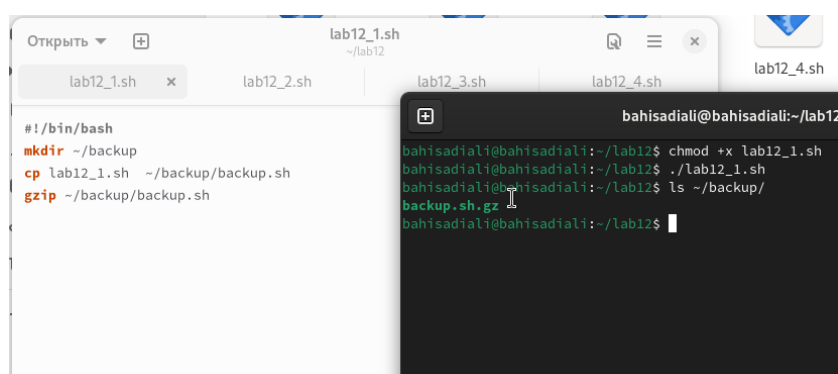 Открыть
lab12_1.sh
~/lab12
lab12_1.sh × lab12_2.sh lab12_3.sh lab12_4.sh
#!/bin/bash
mkdir ~/backup
cp lab12_1.sh  ~/backup/backup.sh
gzip ~/backup/backup.sh
lab12_4.sh
bahisadiali@bahisadiali:~/lab12
bahisadiali@bahisadiali:~/lab12$ chmod +x lab12_1.sh
bahisadiali@bahisadiali:~/lab12$ ./lab12_1.sh
bahisadiali@bahisadiali:~/lab12$ ls ~/backup/
backup.sh.gz
bahisadiali@bahisadiali:~/lab12$